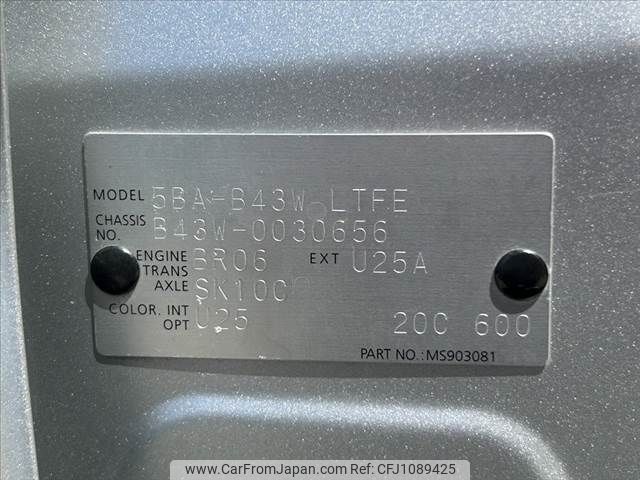 MODEL 5BA-B43W LTFE
CHASSIS NO. B43W-0030656
ENGINE BR06 EXT U25A
TRANS AXLE SK10C
COLOR. INT U25
OPT 20C 600
PART NO.:MS903081
www.CarFromJapan.com - RefNo: CFJ1089425